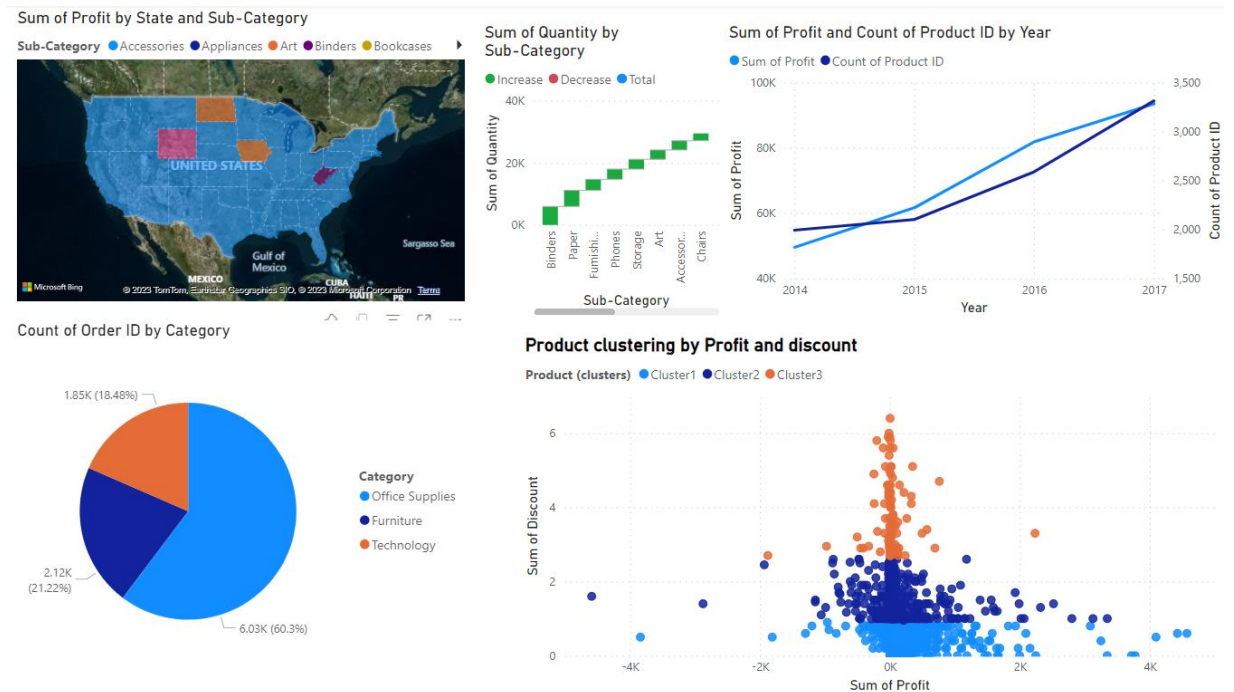 Sum of Profit by State and Sub-Category
Sub-Category Accessories Appliances Art Binders Bookcases
UNITED STATES
Sargasso Sea
Gulf of
Mexico
MEXICO
CUBA
HAITI
PR
Microsoft Bing
© 2023 TomTom, Earthstar Geographics SIO, © 2023 Microsoft Corporation Terms
Sum of Quantity by
Sub-Category
Increase Decrease Total
40K
20K
0K
Sum of Quantity
Binders
Paper
Furnishi...
Phones
Storage
Art
Accessor...
Chairs
Sub-Category
Sum of Profit and Count of Product ID by Year
Sum of Profit Count of Product ID
100K
80K
60K
40K
Sum of Profit
3,500
3,000
2,500
2,000
1,500
Count of Product ID
2014 2015 2016 2017
Year
Count of Order ID by Category
1.85K (18.48%)
2.12K
(21.22%)
6.03K (60.3%)
Category
Office Supplies
Furniture
Technology
Product clustering by Profit and discount
Product (clusters) Cluster1 Cluster2 Cluster3
6
4
2
0
Sum of Discount
-4K -2K 0K 2K 4K
Sum of Profit